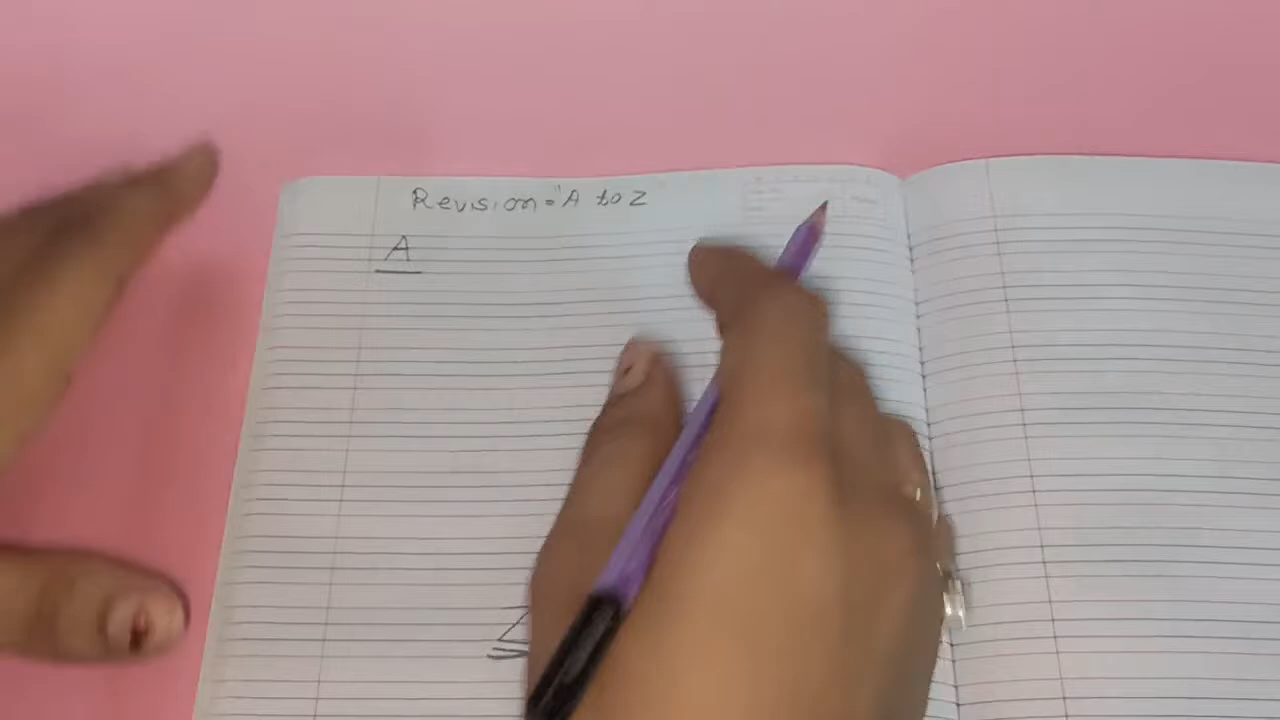 Revision = "A to Z
A